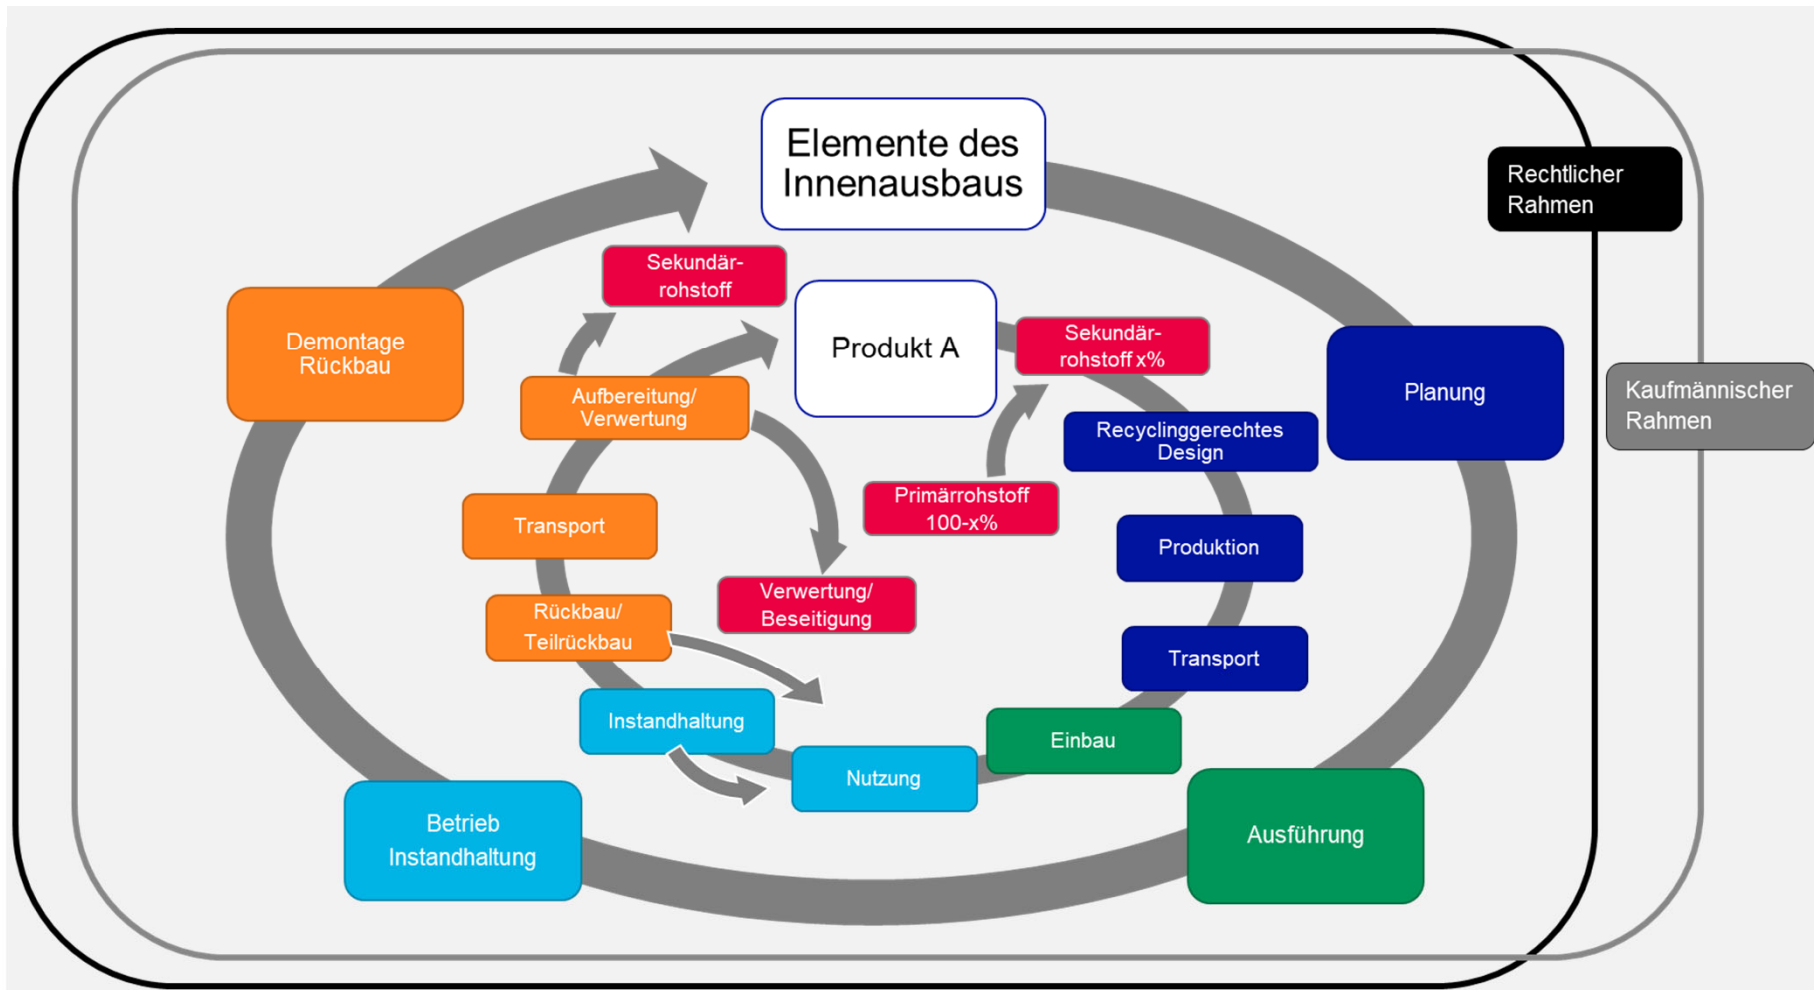 Elemente des
Innenausbaus
Rechtlicher
Rahmen
Sekundär-
rohstoff
Demontage
Rückbau
Produkt A
Sekundär-
rohstoff x%
Planung
Kaufmännischer
Rahmen
Aufbereitung/
Verwertung
Recyclinggerechtes
Design
Primärrohstoff
100-x%
Transport
Produktion
Verwertung/
Beseitigung
Rückbau/
Teilrückbau
Transport
Instandhaltung
Einbau
Nutzung
Betrieb
Instandhaltung
Ausführung